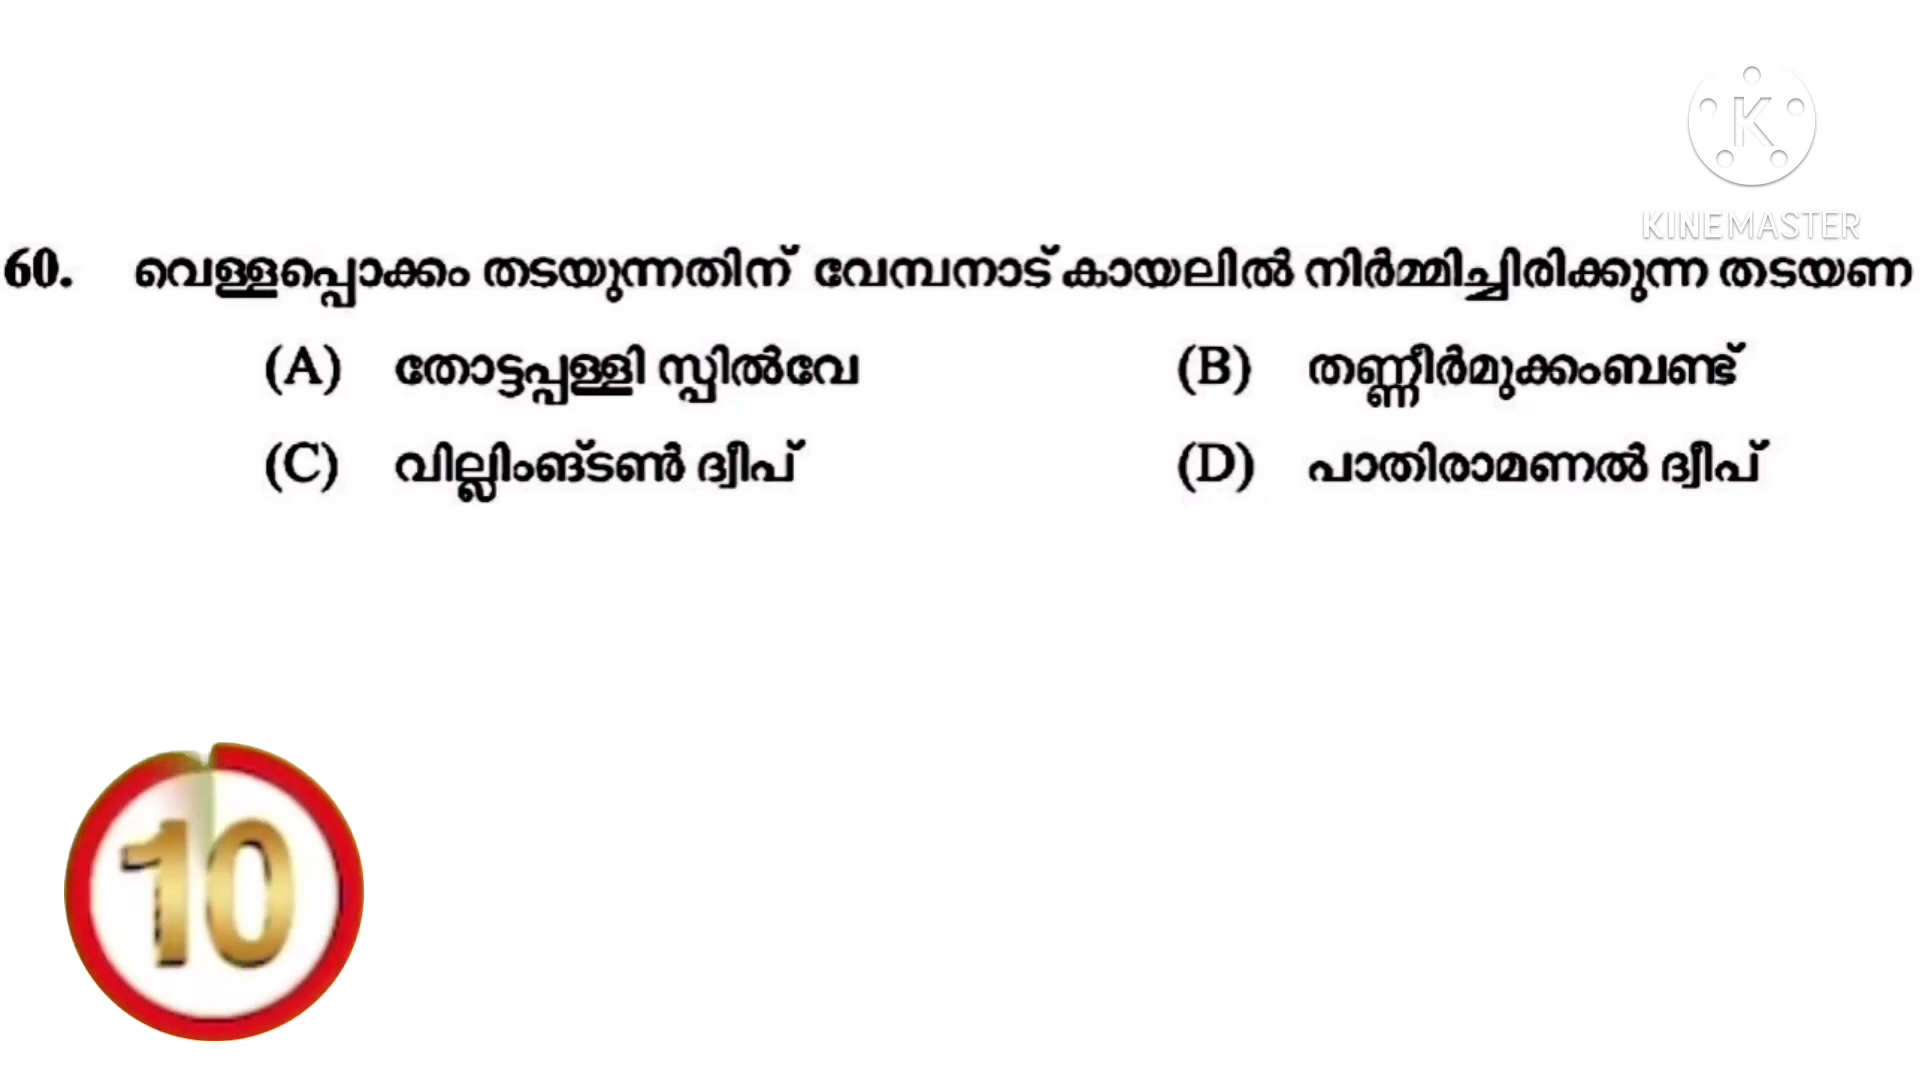 K
KINEMASTER
60. വെള്ളപ്പൊക്കം തടയുന്നതിന് വേമ്പനാട് കായലിൽ നിർമ്മിച്ചിരിക്കുന്ന തടയണ
(A) തോട്ടപ്പള്ളി സ്പിൽവേ (B) തണ്ണീർമുക്കംബണ്ട്
(C) വില്ലിംങ്ടൺ ദ്വീപ് (D) പാതിരാമണൽ ദ്വീപ്
10